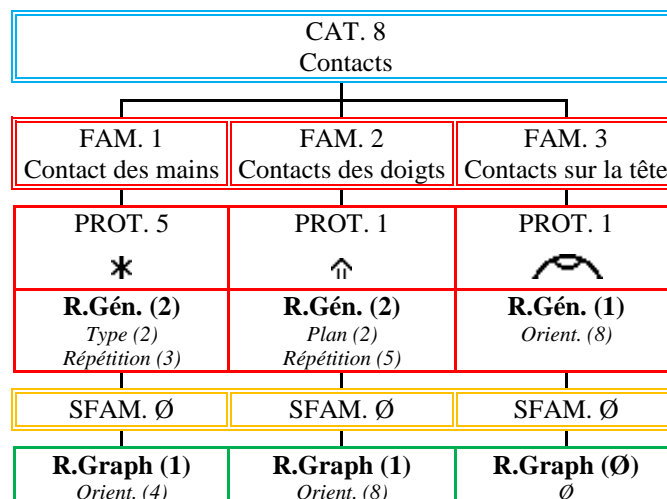 CAT. 8
Contacts
FAM. 1
Contact des mains
FAM. 2
Contacts des doigts
FAM. 3
Contacts sur la tête
PROT. 5
PROT. 1
PROT. 1
R.Gén. (2)
Type (2)
Répétition (3)
R.Gén. (2)
Plan (2)
Répétition (5)
R.Gén. (1)
Orient. (8)
SFAM. Ø
SFAM. Ø
SFAM. Ø
R.Graph (1)
Orient. (4)
R.Graph (1)
Orient. (8)
R.Graph (Ø)
Ø